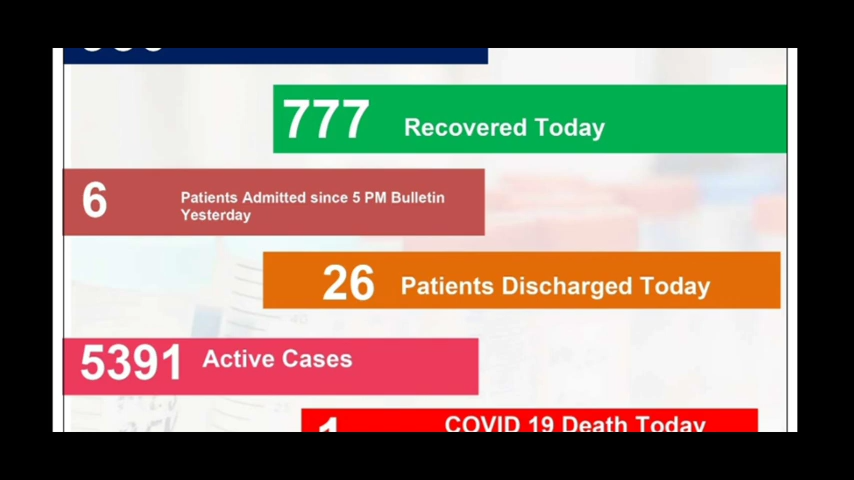 777 Recovered Today
6 Patients Admitted since 5 PM Bulletin
Yesterday
26 Patients Discharged Today
5391 Active Cases
1 COVID 19 Death Today